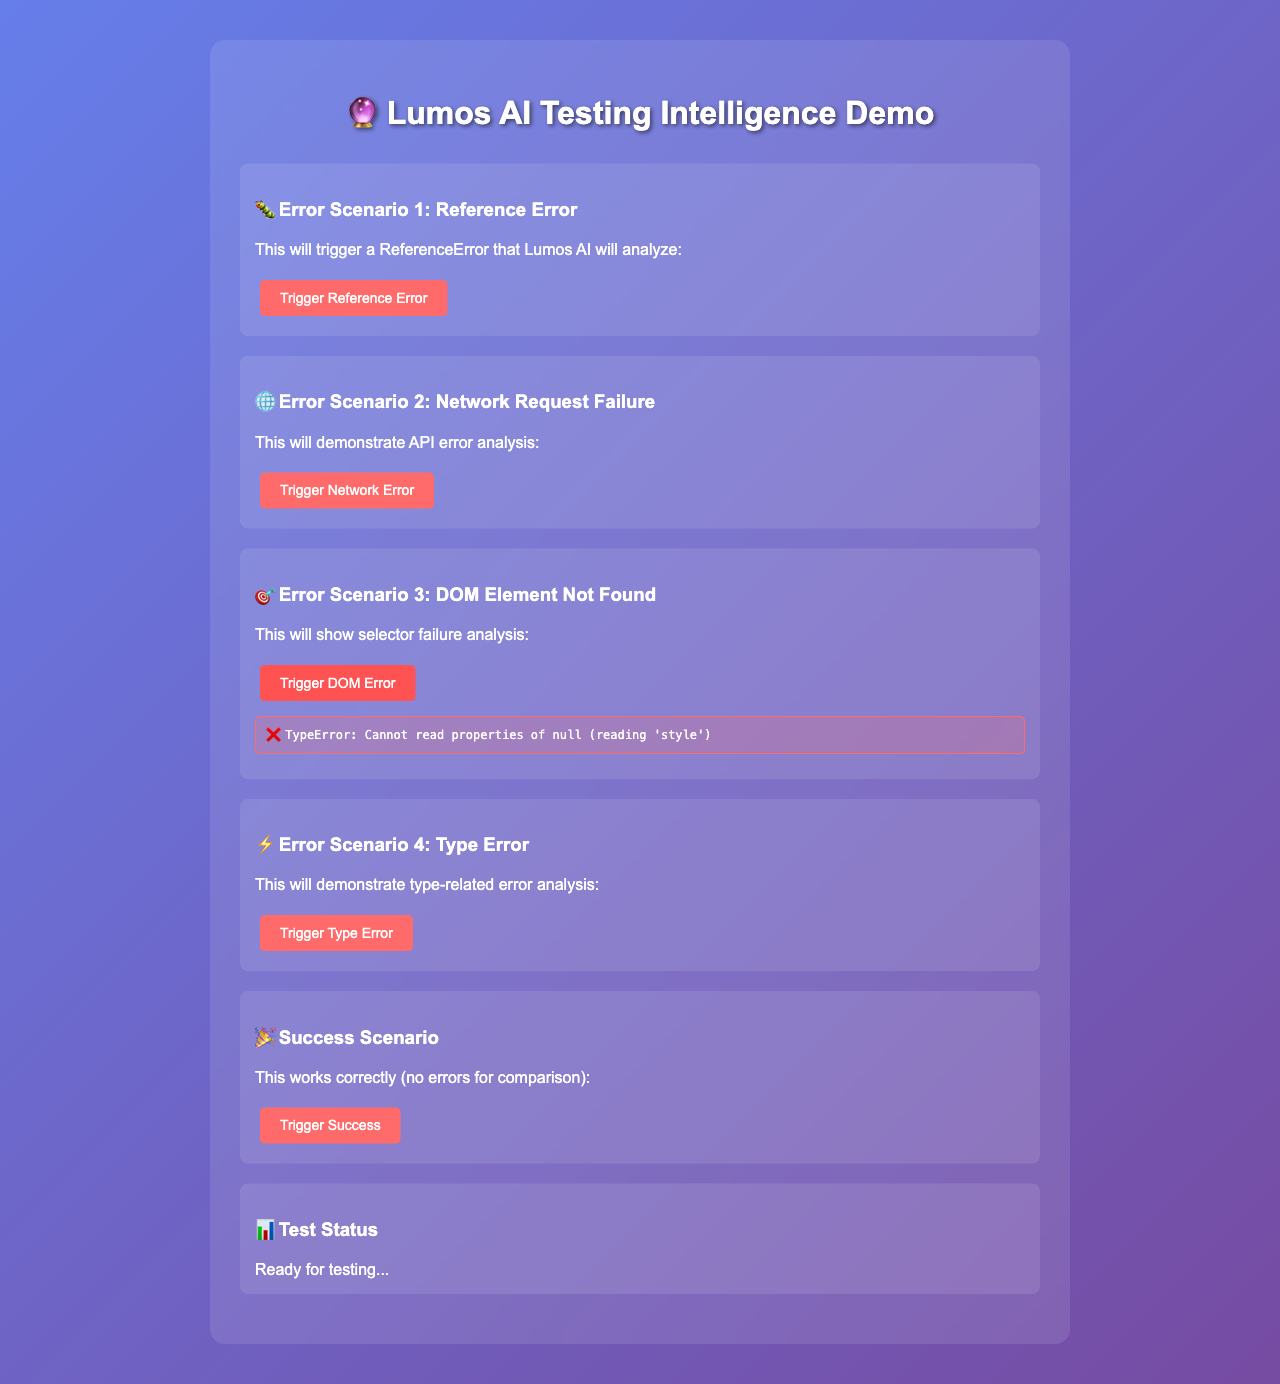 🔮 Lumos AI Testing Intelligence Demo
🐛 Error Scenario 1: Reference Error
This will trigger a ReferenceError that Lumos AI will analyze:
Trigger Reference Error
🌐 Error Scenario 2: Network Request Failure
This will demonstrate API error analysis:
Trigger Network Error
🎯 Error Scenario 3: DOM Element Not Found
This will show selector failure analysis:
Trigger DOM Error
❌ TypeError: Cannot read properties of null (reading 'style')
⚡ Error Scenario 4: Type Error
This will demonstrate type-related error analysis:
Trigger Type Error
🎉 Success Scenario
This works correctly (no errors for comparison):
Trigger Success
📊 Test Status
Ready for testing...